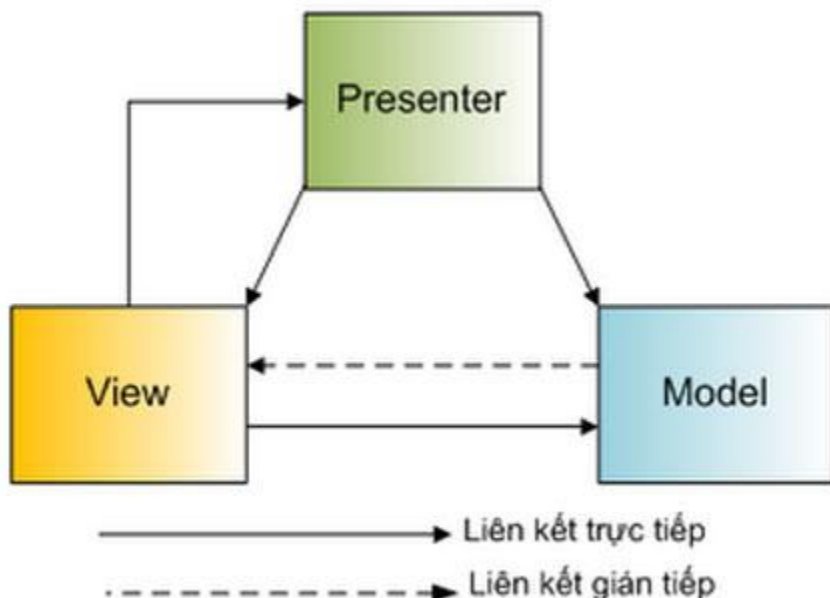 Presenter
View
Model
Liên kết trực tiếp
Liên kết gián tiếp